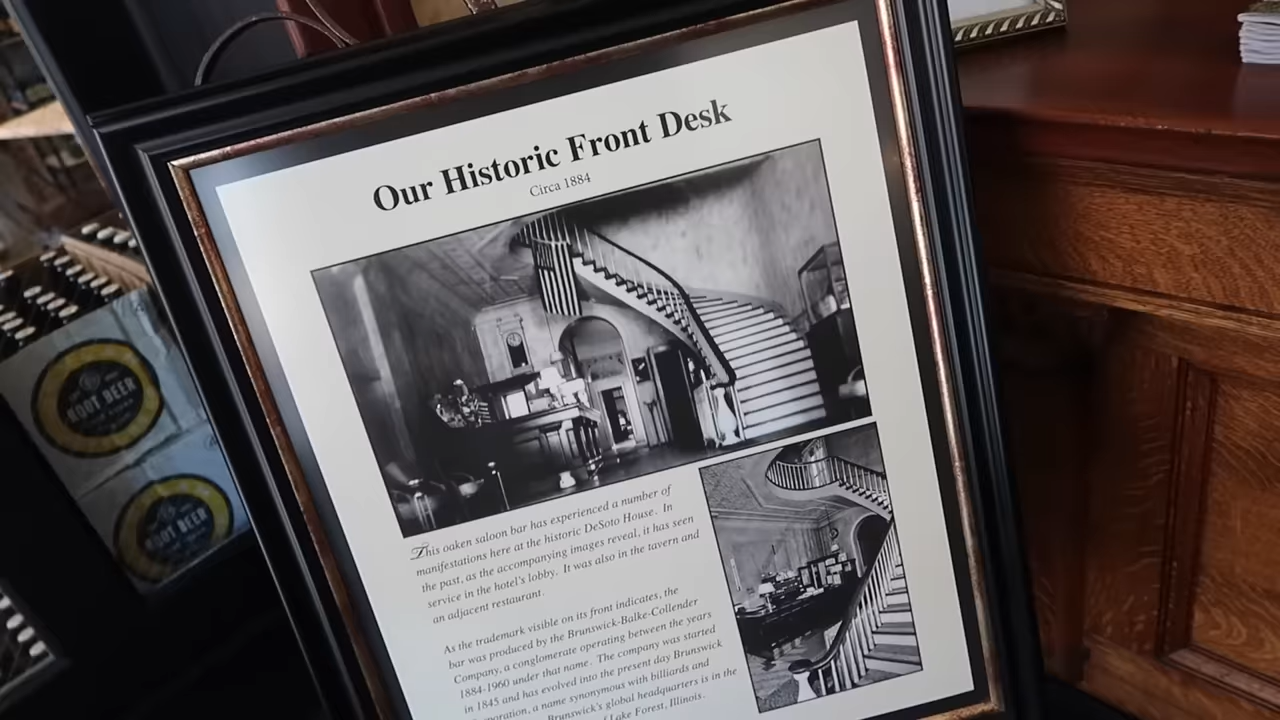 Our Historic Front Desk
Circa 1884
This oaken saloon bar has experienced a number of
manifestations here at the historic DeSoto House. In
the past, as the accompanying images reveal, it has seen
service in the hotel's lobby. It was also in the tavern and
an adjacent restaurant.
As the trademark visible on its front indicates, the
bar was produced by the Brunswick-Balke-Collender
Company, a conglomerate operating between the years
1884-1960 under that name. The company was started
in 1845 and has evolved into the present day Brunswick
Corporation, a name synonymous with billiards and
Brunswick's global headquarters is in the
of Lake Forest, Illinois.
ROOT BEER
ROOT BEER